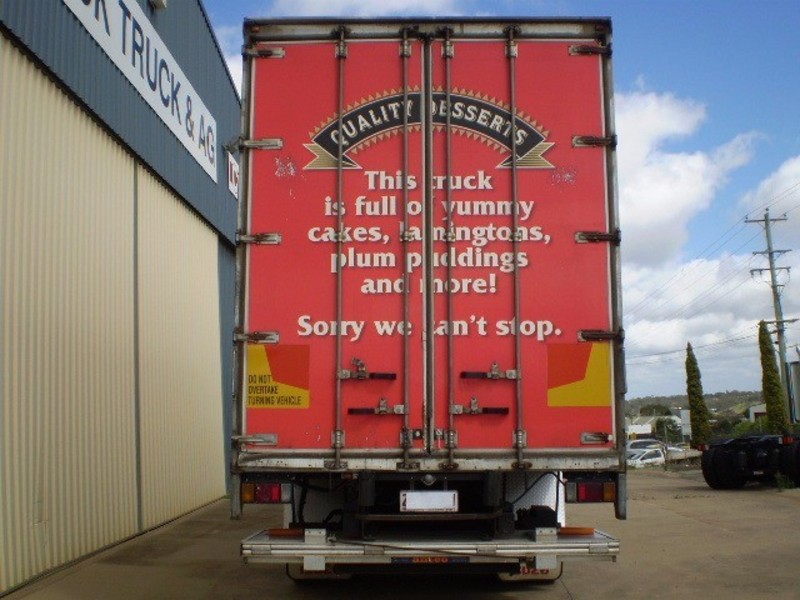 TRUCK & AG
QUALITY DESSERTS
This truck
is full of yummy
cakes, lamingtons,
plum puddings
and more!
Sorry we can't stop.
DO NOT
OVERTAKE
TURNING VEHICLE